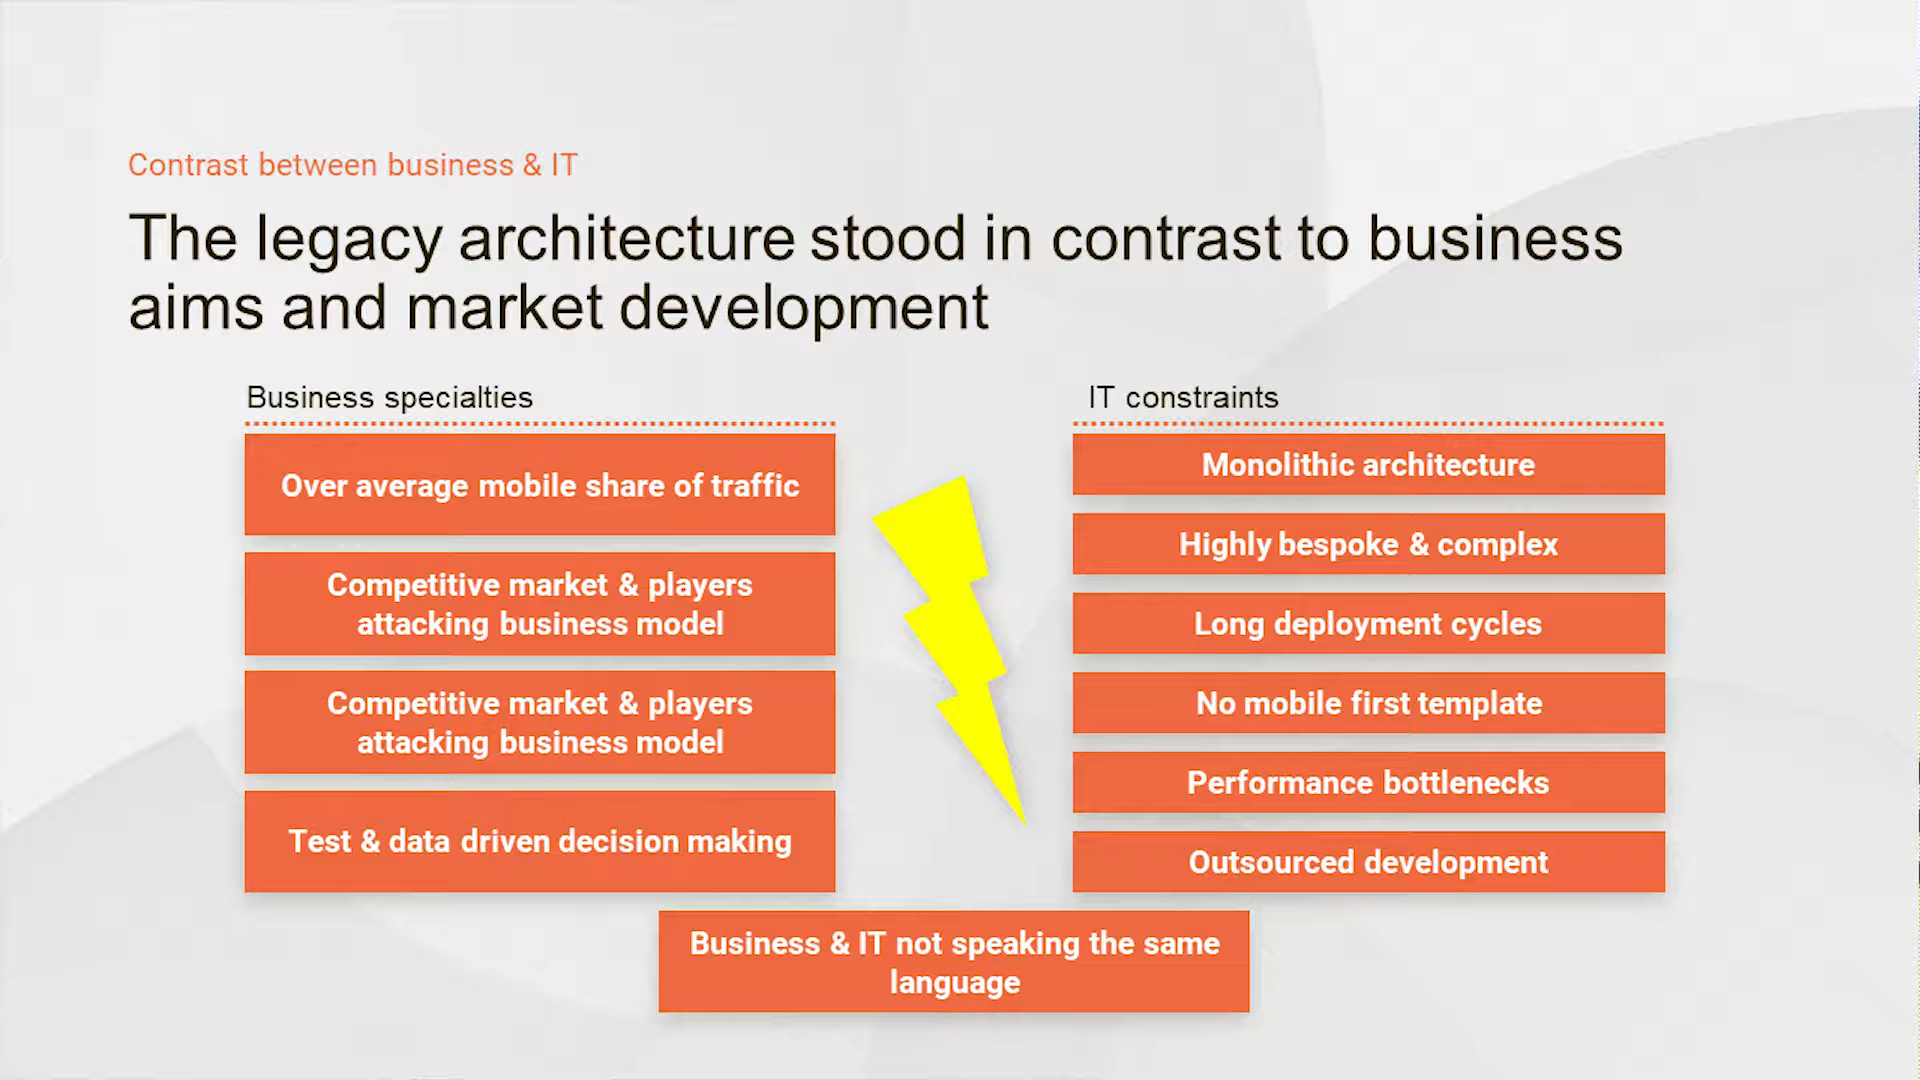 Contrast between business & IT
The legacy architecture stood in contrast to business
aims and market development
Business specialties
Over average mobile share of traffic
Competitive market & players
attacking business model
Competitive market & players
attacking business model
Test & data driven decision making
IT constraints
Monolithic architecture
Highly bespoke & complex
Long deployment cycles
No mobile first template
Performance bottlenecks
Outsourced development
Business & IT not speaking the same
language